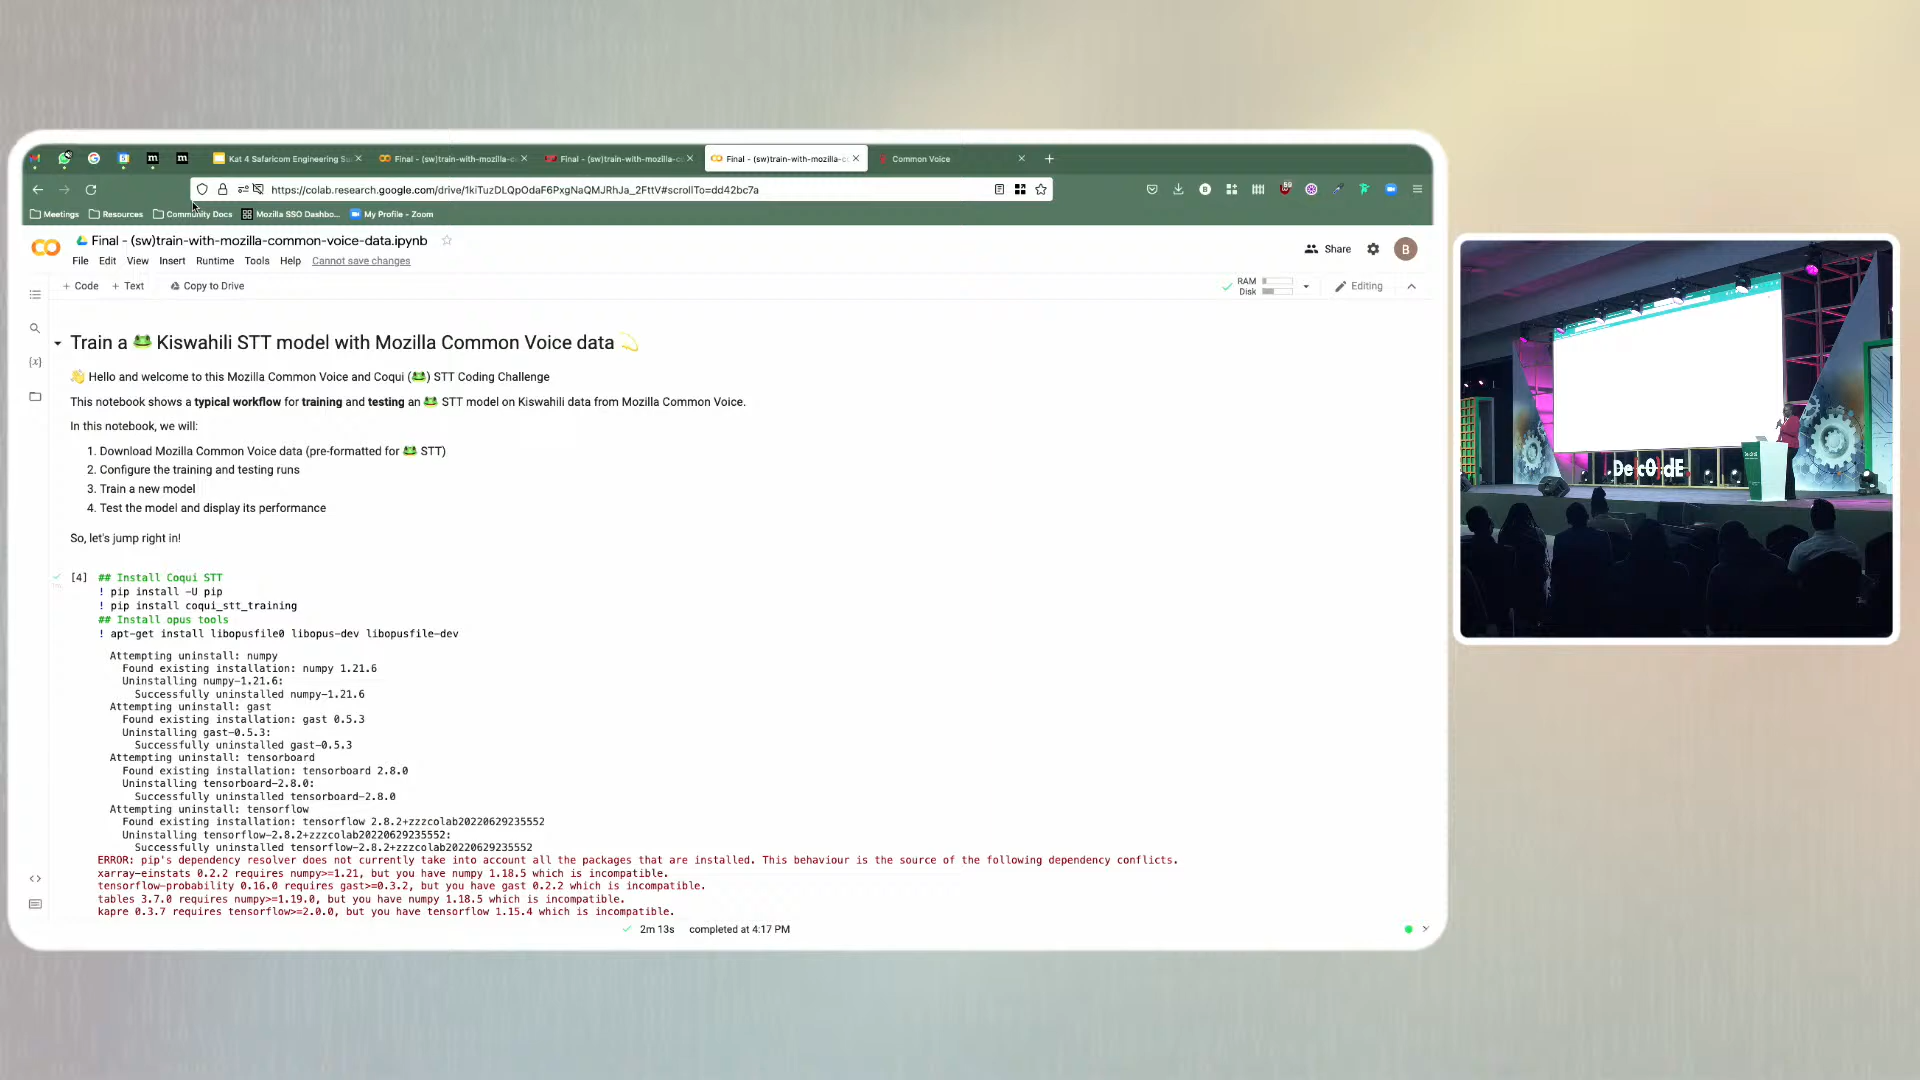 Kat 4 Safaricom Engineering Su
Final - (sw)train-with-mozilla-c
Final - (sw)train-with-mozilla-c
Final - (sw)train-with-mozilla-c
Common Voice
https://colab.research.google.com/drive/1kiTuzDLQpOdaF6PxgNaQMJRhJa_2FttV#scrollTo=dd42bc7a
Meetings
Resources
Community Docs
Mozilla SSO Dashbo...
My Profile - Zoom
Final - (sw)train-with-mozilla-common-voice-data.ipynb
File Edit View Insert Runtime Tools Help Cannot save changes
Share
B
+ Code + Text Copy to Drive
RAM
Disk
Editing
Train a 🐸 Kiswahili STT model with Mozilla Common Voice data 💫
👋 Hello and welcome to this Mozilla Common Voice and Coqui (🐸) STT Coding Challenge
This notebook shows a typical workflow for training and testing an 🐸 STT model on Kiswahili data from Mozilla Common Voice.
In this notebook, we will:
1. Download Mozilla Common Voice data (pre-formatted for 🐸 STT)
2. Configure the training and testing runs
3. Train a new model
4. Test the model and display its performance
So, let's jump right in!
[4] ## Install Coqui STT
! pip install -U pip
! pip install coqui_stt_training
## Install opus tools
! apt-get install libopusfile0 libopus-dev libopusfile-dev
Attempting uninstall: numpy
Found existing installation: numpy 1.21.6
Uninstalling numpy-1.21.6:
Successfully uninstalled numpy-1.21.6
Attempting uninstall: gast
Found existing installation: gast 0.5.3
Uninstalling gast-0.5.3:
Successfully uninstalled gast-0.5.3
Attempting uninstall: tensorboard
Found existing installation: tensorboard 2.8.0
Uninstalling tensorboard-2.8.0:
Successfully uninstalled tensorboard-2.8.0
Attempting uninstall: tensorflow
Found existing installation: tensorflow 2.8.2+zzzcolab20220629235552
Uninstalling tensorflow-2.8.2+zzzcolab20220629235552:
Successfully uninstalled tensorflow-2.8.2+zzzcolab20220629235552
ERROR: pip's dependency resolver does not currently take into account all the packages that are installed. This behaviour is the source of the following dependency conflicts.
xarray-einstats 0.2.2 requires numpy>=1.21, but you have numpy 1.18.5 which is incompatible.
tensorflow-probability 0.16.0 requires gast>=0.3.2, but you have gast 0.2.2 which is incompatible.
tables 3.7.0 requires numpy>=1.19.0, but you have numpy 1.18.5 which is incompatible.
kapre 0.3.7 requires tensorflow>=2.0.0, but you have tensorflow 1.15.4 which is incompatible.
2m 13s completed at 4:17 PM
De{c0}dE